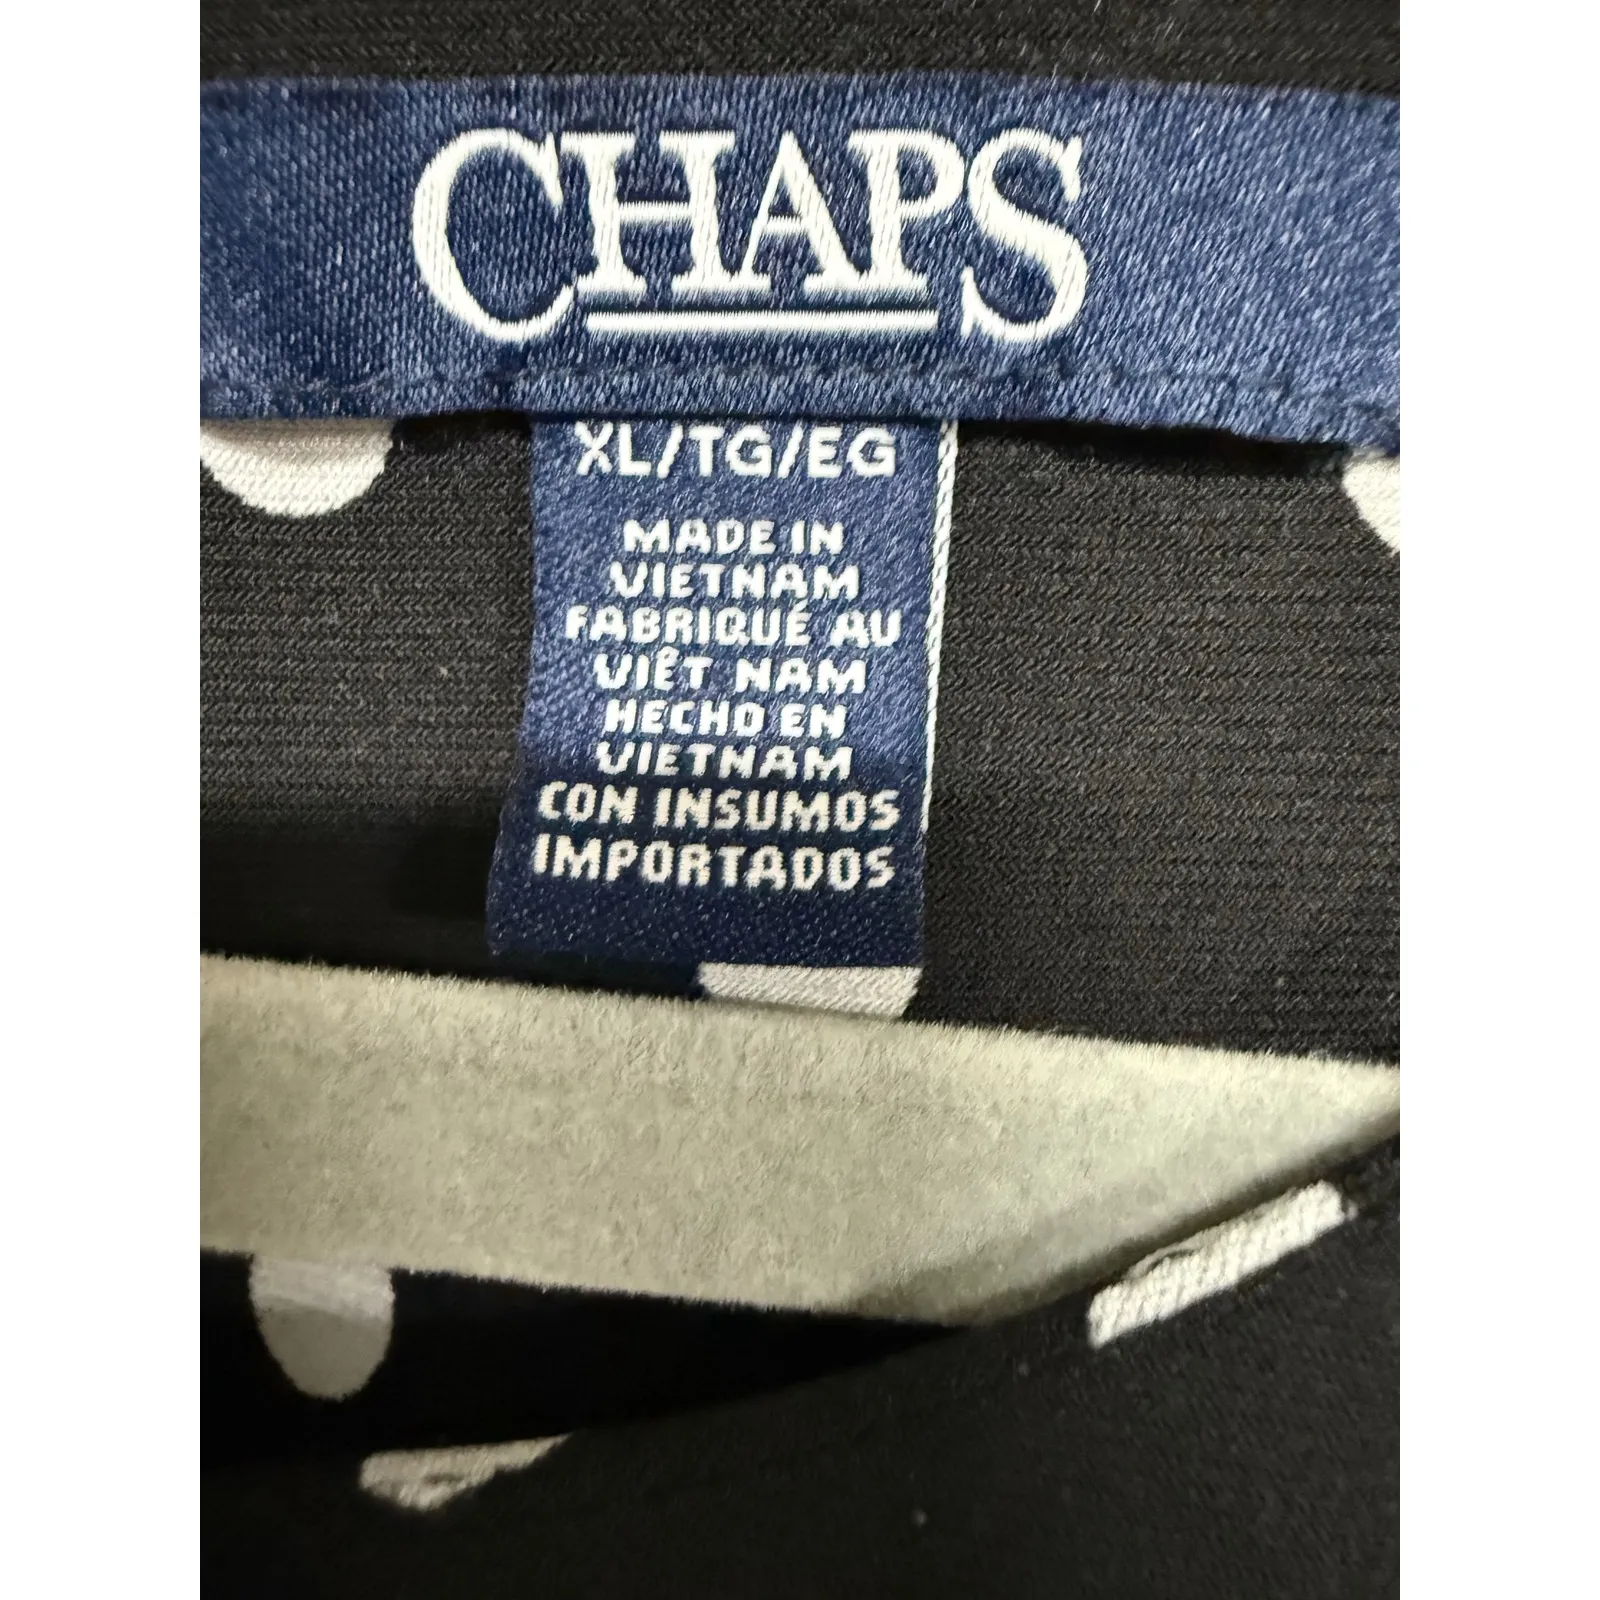 CHAPS
XL/TG/EG
MADE IN
VIETNAM
FABRIQUÉ AU
VIÊT NAM
HECHO EN
VIETNAM
CON INSUMOS
IMPORTADOS